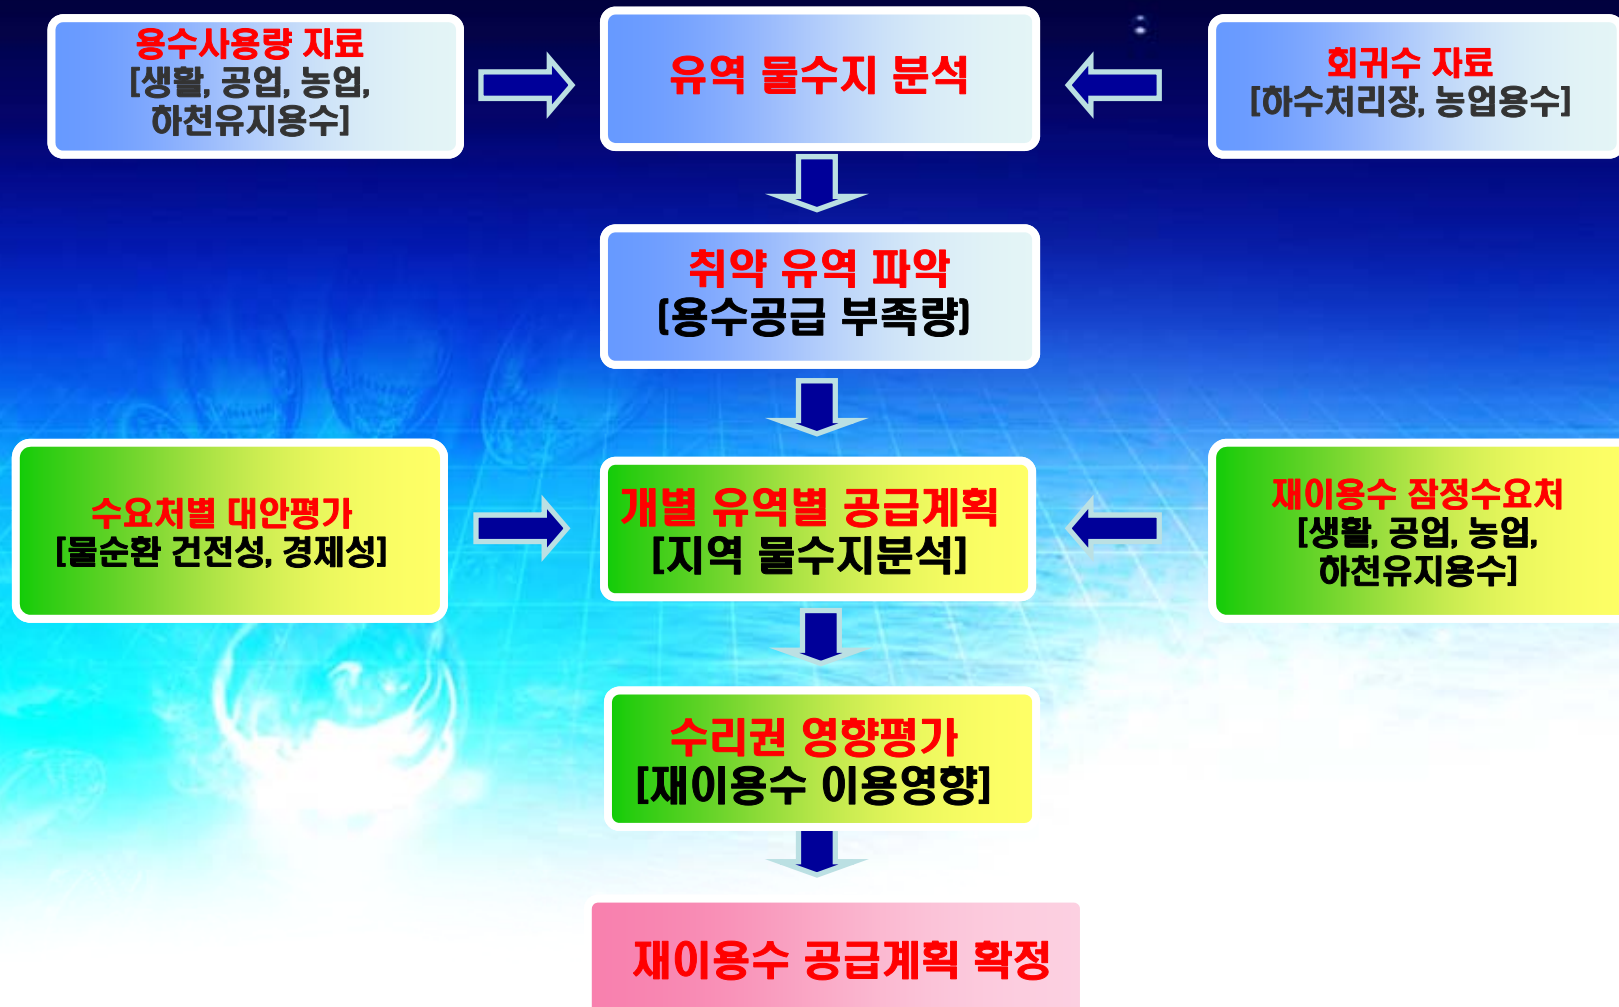 용수사용량 자료
[생활, 공업, 농업,
하천유지용수]
유역 물수지 분석
회귀수 자료
[하수처리장, 농업용수]
취약 유역 파악
(용수공급 부족량)
수요처별 대안평가
[물순환 건전성, 경제성]
개별 유역별 공급계획
[지역 물수지분석]
재이용수 잠정수요처
[생활, 공업, 농업,
하천유지용수]
수리권 영향평가
[재이용수 이용영향]
재이용수 공급계획 확정